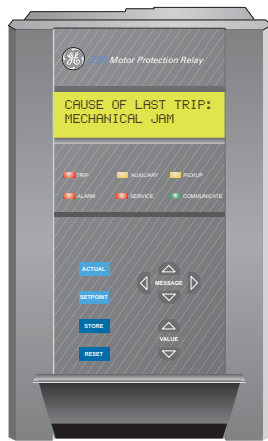 Motor Protection Relay
CAUSE OF LAST TRIP:
MECHANICAL JAM
TRIP AUXILIARY PICKUP
ALARM SERVICE COMMUNICATE
ACTUAL
MESSAGE
SETPOINT
STORE
VALUE
RESET